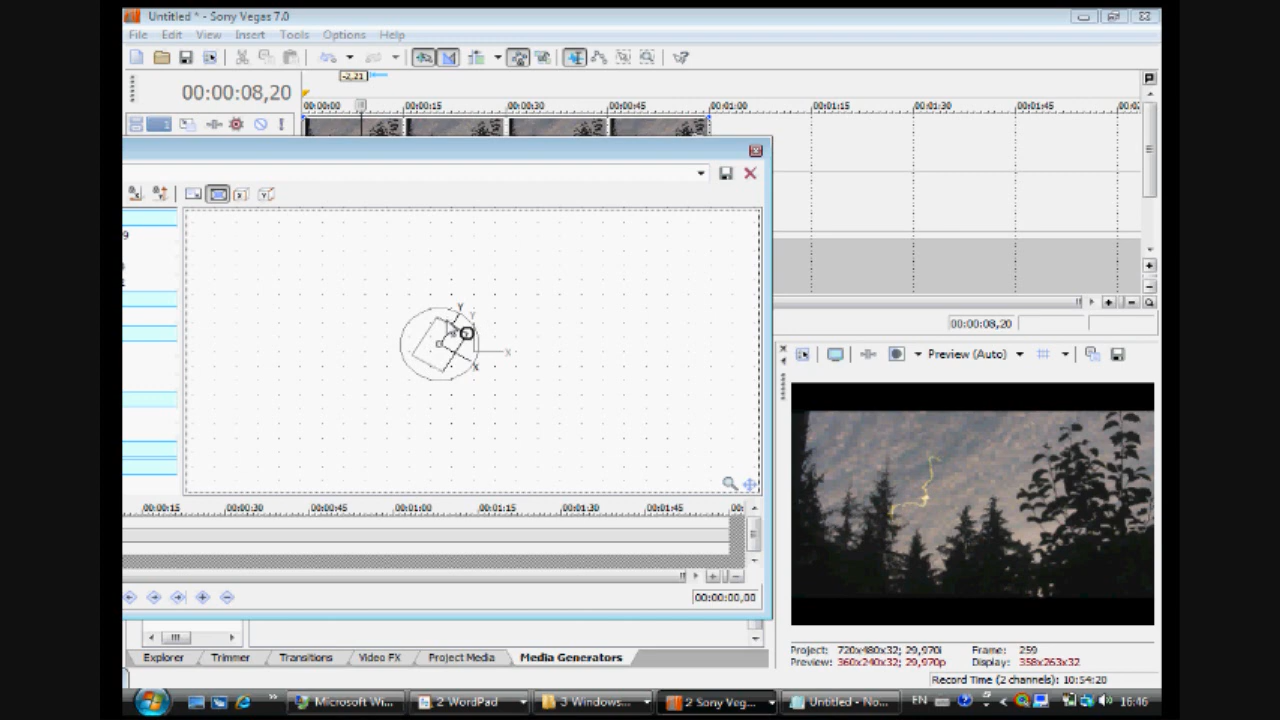 Untitled * - Sony Vegas 7.0
File Edit View Insert Tools Options Help
-2,21
00:00:08,20
00:00:00 00:00:15 00:00:30 00:00:45 00:01:00 00:01:15 00:01:30 00:01:45
1
9
00:00:08,20
Preview (Auto)
Y
Y
X
X
00:00:15 00:00:30 00:00:45 00:01:00 00:01:15 00:01:30 00:01:45 00:
00:00:00,00
Explorer Trimmer Transitions Video FX Project Media Media Generators
Project: 720x480x32; 29,970i Frame: 259
Preview: 360x240x32; 29,970p Display: 358x263x32
Record Time (2 channels): 10:54:20
Microsoft Wi... 2 WordPad 3 Windows... 2 Sony Veg... Untitled - No... EN 16:46